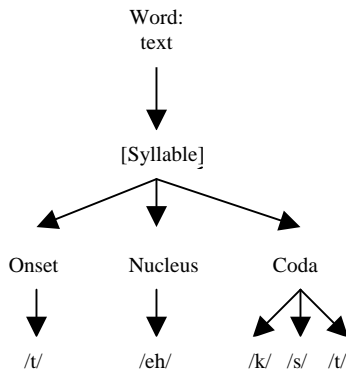 Word:
text
[Syllable]
Onset Nucleus Coda
/t/ /eh/ /k/ /s/ /t/